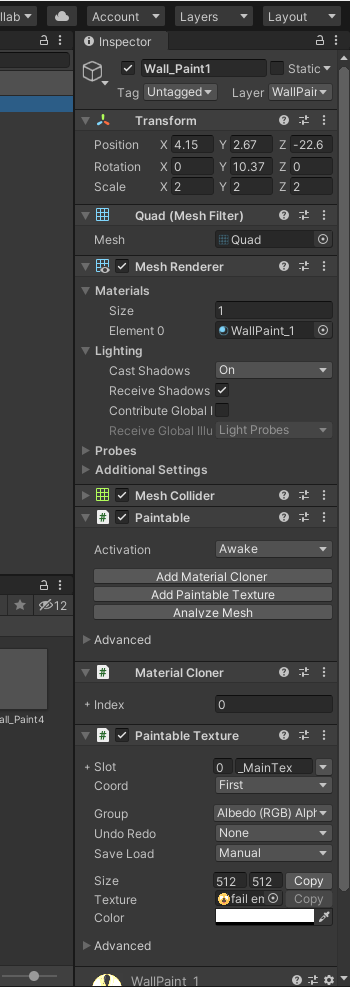 llab Account Layers Layout
Inspector
Wall_Paint1 Static
Tag Untagged Layer WallPair
Transform
Position X 4.15 Y 2.67 Z -22.6
Rotation X 0 Y 10.37 Z 0
Scale X 2 Y 2 Z 2
Quad (Mesh Filter)
Mesh Quad
Mesh Renderer
Materials
Size 1
Element 0 WallPaint_1
Lighting
Cast Shadows On
Receive Shadows
Contribute Global I
Receive Global Illu Light Probes
Probes
Additional Settings
Mesh Collider
# Paintable
Activation Awake
Add Material Cloner
Add Paintable Texture
12
Analyze Mesh
Advanced
all_Paint4
# Material Cloner
+ Index 0
# Paintable Texture
+ Slot 0 _MainTex
Coord First
Group Albedo (RGB) Alph
Undo Redo None
Save Load Manual
Size 512 512 Copy
Texture fail en Copy
Color
Advanced
WallPaint_1